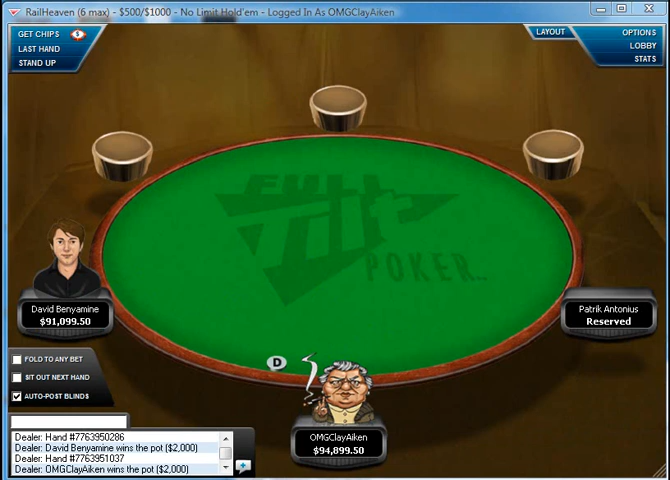 RailHeaven (6 max) - $500/$1000 - No Limit Hold'em - Logged In As OMGClayAiken
GET CHIPS $
LAST HAND
STAND UP
LAYOUT
OPTIONS
LOBBY
STATS
FULL
Tilt
POKER
David Benyamine
$91,099.50
Patrik Antonius
Reserved
FOLD TO ANY BET
SIT OUT NEXT HAND
AUTO-POST BLINDS
D
OMGClayAiken
$94,899.50
Dealer: Hand #7763950286
Dealer: David Benyamine wins the pot ($2,000)
Dealer: Hand #7763951037
Dealer: OMGClayAiken wins the pot ($2,000)